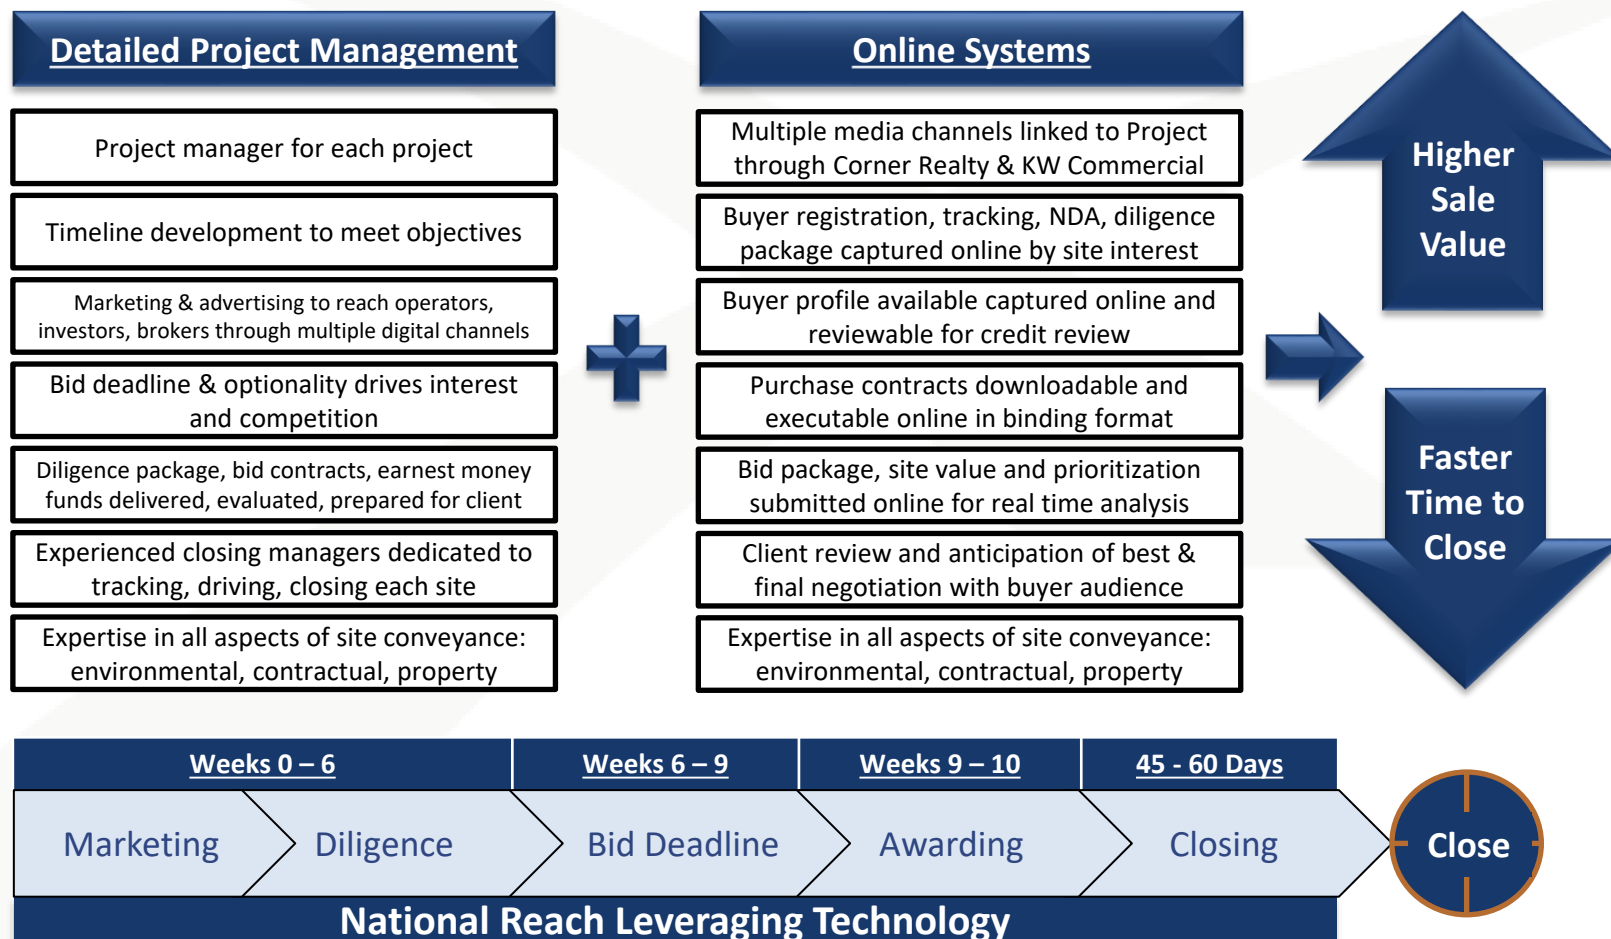 Detailed Project Management
Project manager for each project
Timeline development to meet objectives
Marketing & advertising to reach operators,
investors, brokers through multiple digital channels
Bid deadline & optionality drives interest
and competition
Diligence package, bid contracts, earnest money
funds delivered, evaluated, prepared for client
Experienced closing managers dedicated to
tracking, driving, closing each site
Expertise in all aspects of site conveyance:
environmental, contractual, property
Online Systems
Multiple media channels linked to Project
through Corner Realty & KW Commercial
Buyer registration, tracking, NDA, diligence
package captured online by site interest
Buyer profile available captured online and
reviewable for credit review
Purchase contracts downloadable and
executable online in binding format
Bid package, site value and prioritization
submitted online for real time analysis
Client review and anticipation of best &
final negotiation with buyer audience
Expertise in all aspects of site conveyance:
environmental, contractual, property
Higher
Sale
Value
Faster
Time to
Close
Weeks 0 – 6
Weeks 6 – 9
Weeks 9 – 10
45 - 60 Days
Marketing
Diligence
Bid Deadline
Awarding
Closing
Close
National Reach Leveraging Technology